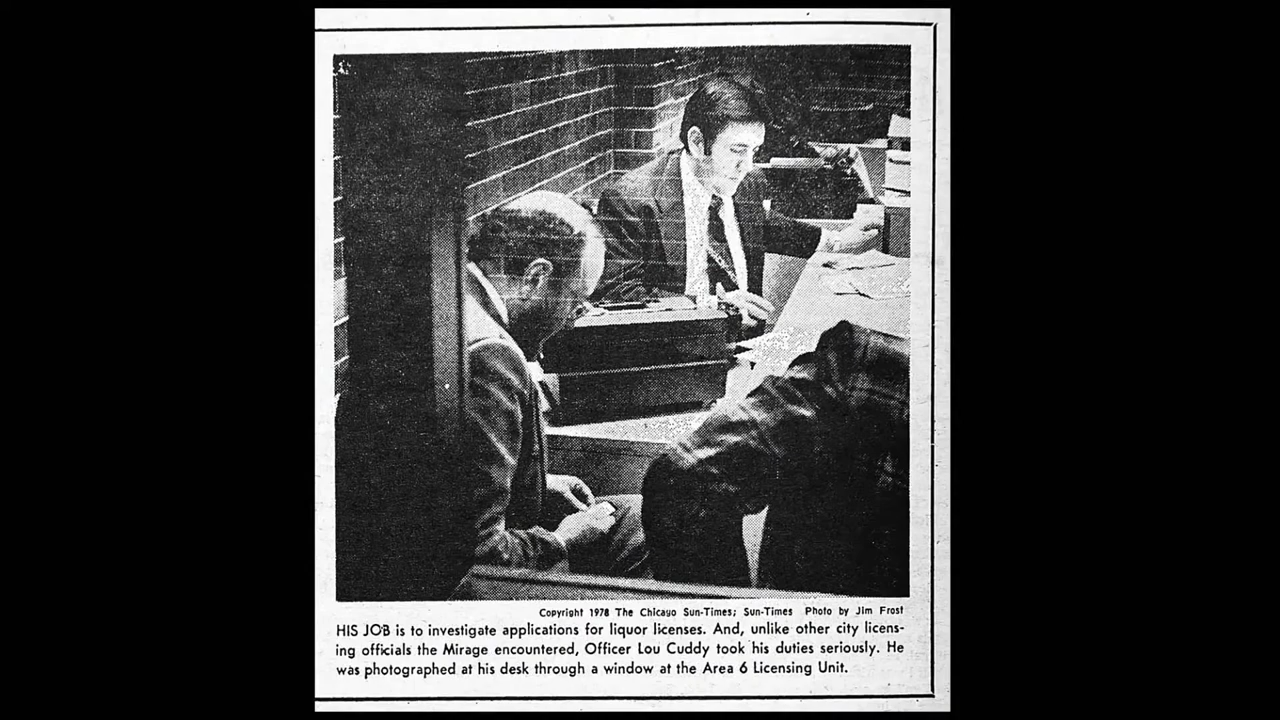 Copyright 1978 The Chicago Sun-Times; Sun-Times Photo by Jim Frost
HIS JOB is to investigate applications for liquor licenses. And, unlike other city licens-
ing officials the Mirage encountered, Officer Lou Cuddy took his duties seriously. He
was photographed at his desk through a window at the Area 6 Licensing Unit.